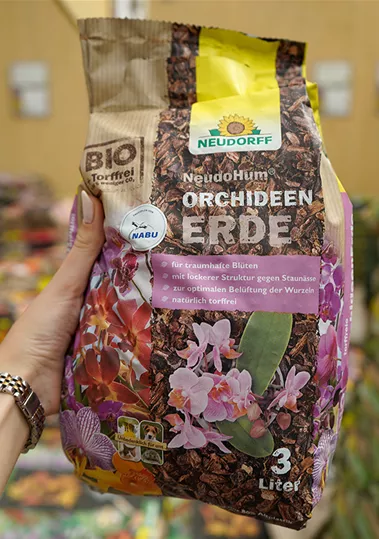 NEUDORFF
BIO
Torffrei
NeudoHum®
ORCHIDEEN
ERDE
NABU
für traumhafte Blüten
mit lockerer Struktur gegen Staunässe
zur optimalen Belüftung der Wurzeln
natürlich torffrei
3
Liter